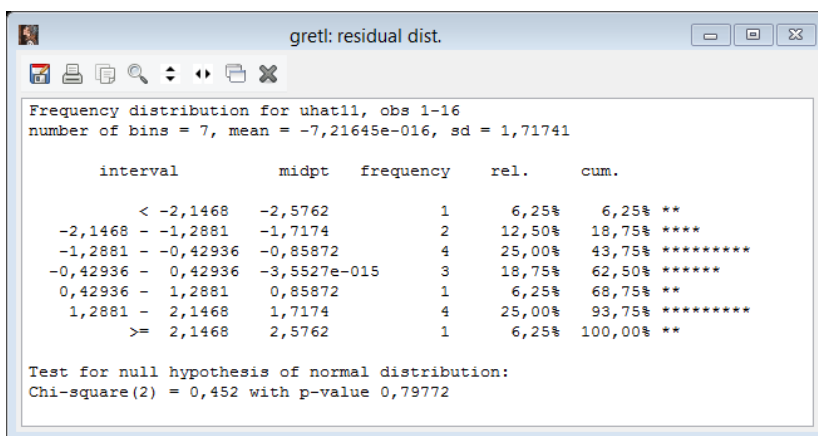 gretl: residual dist.
Frequency distribution for uhat11, obs 1-16
number of bins = 7, mean = -7,21645e-016, sd = 1,71741
interval midpt frequency rel. cum.
< -2,1468 -2,5762 1 6,25% 6,25% **
-2,1468 - -1,2881 -1,7174 2 12,50% 18,75% ****
-1,2881 - -0,42936 -0,85872 4 25,00% 43,75% *********
-0,42936 - 0,42936 -3,5527e-015 3 18,75% 62,50% ******
0,42936 - 1,2881 0,85872 1 6,25% 68,75% **
1,2881 - 2,1468 1,7174 4 25,00% 93,75% *********
>= 2,1468 2,5762 1 6,25% 100,00% **
Test for null hypothesis of normal distribution:
Chi-square(2) = 0,452 with p-value 0,79772